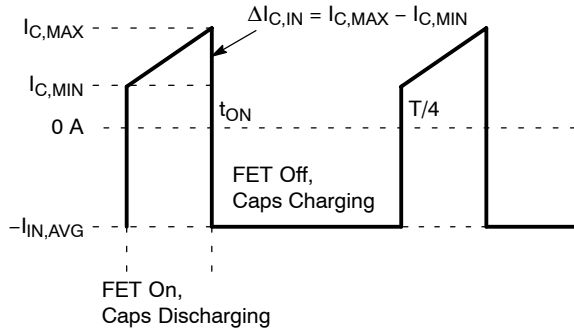 I_C,MAX
ΔI_C,IN = I_C,MAX − I_C,MIN
I_C,MIN
t_ON
T/4
0 A
FET Off,
Caps Charging
−I_IN,AVG
FET On,
Caps Discharging